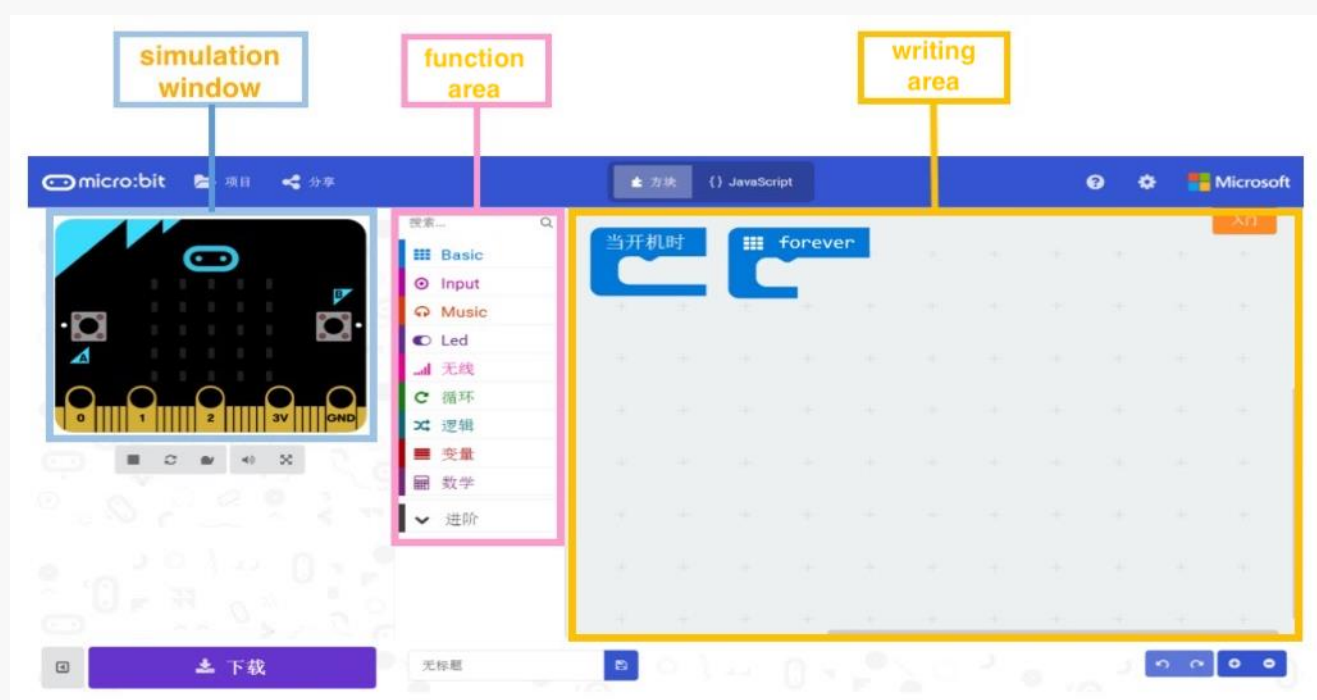 simulation
window
function
area
writing
area
micro:bit
项目
分享
方块
{} JavaScript
Microsoft
搜索...
Basic
Input
Music
Led
无线
循环
逻辑
变量
数学
进阶
当开机时
forever
入门
B
A
0
1
2
3V
GND
下载
无标题